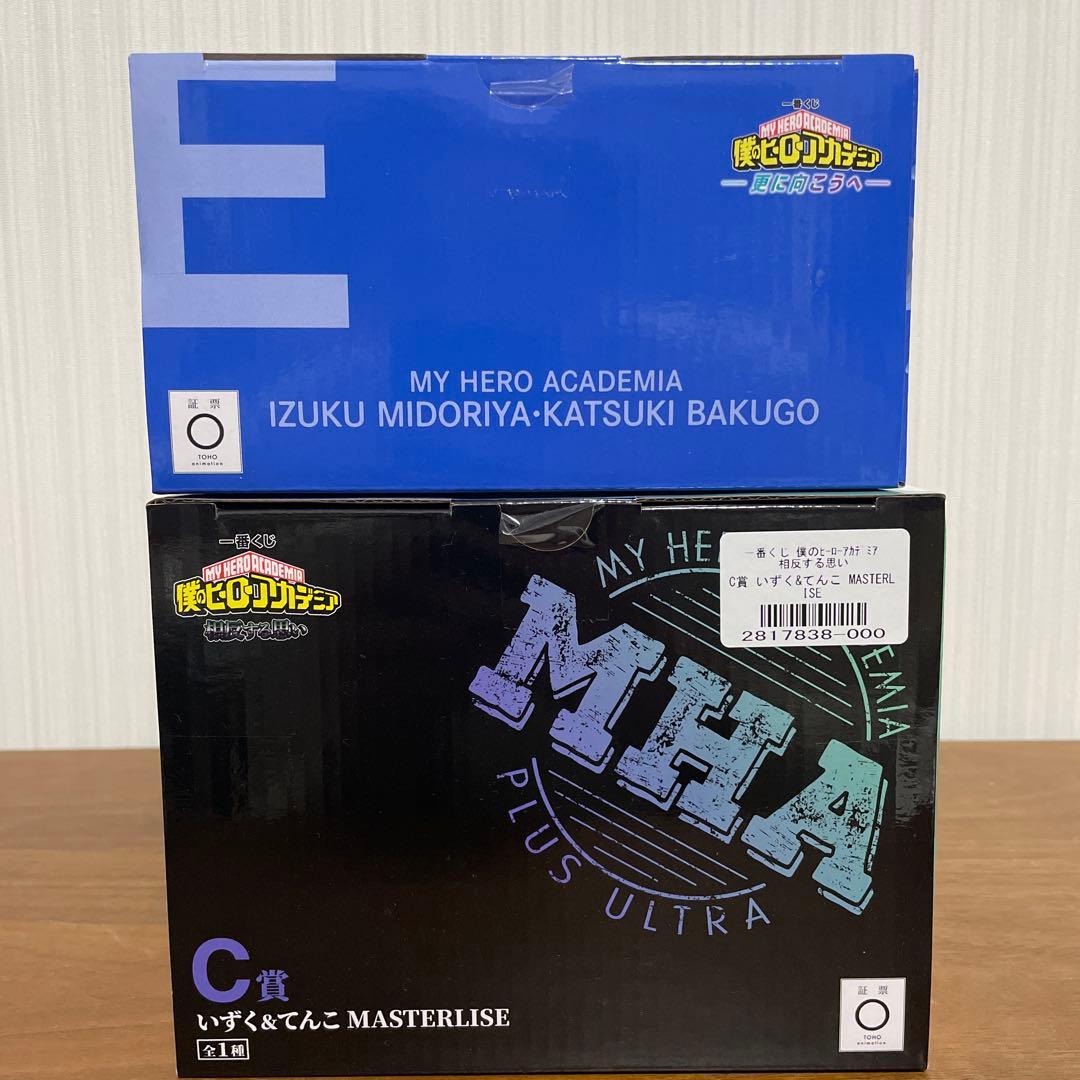 E
一番くじ
MY HERO ACADEMIA
僕のヒーローアカデミア
更に向こうへ
MY HERO ACADEMIA
IZUKU MIDORIYA・KATSUKI BAKUGO
証 票
TOHO
animation
一番くじ
MY HERO ACADEMIA
僕のヒーローアカデミア
相反する思い
MY HE
EMIA
MHA
PLUS ULTRA
一番くじ 僕のﾋｰﾛｰｱｶﾃﾞﾐｱ
相反する思い
C賞 いずく&てんこ MASTERL
ISE
2817838-000
C賞
いずく&てんこ MASTERLISE
全1種
証 票
TOHO
animation